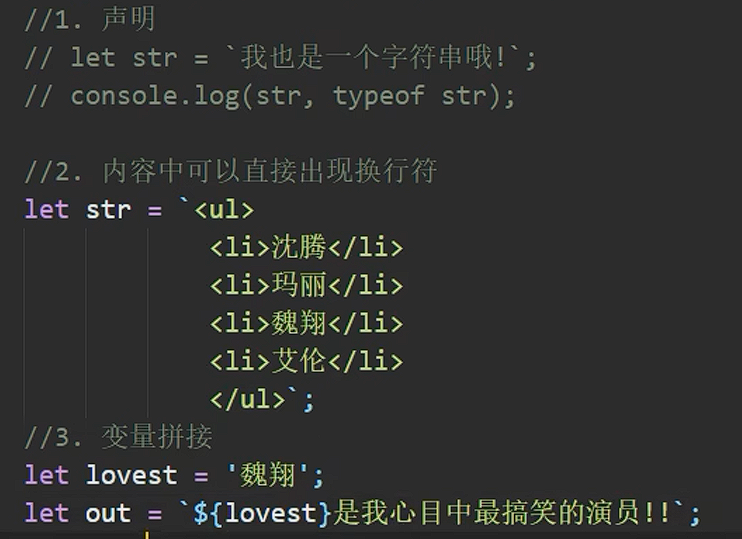 //1. 声明
// let str = `我也是一个字符串哦!`;
// console.log(str, typeof str);
//2. 内容中可以直接出现换行符
let str = `<ul>
<li>沈腾</li>
<li>玛丽</li>
<li>魏翔</li>
<li>艾伦</li>
</ul>`;
//3. 变量拼接
let lovest = '魏翔';
let out = `${lovest}是我心目中最搞笑的演员!!`;